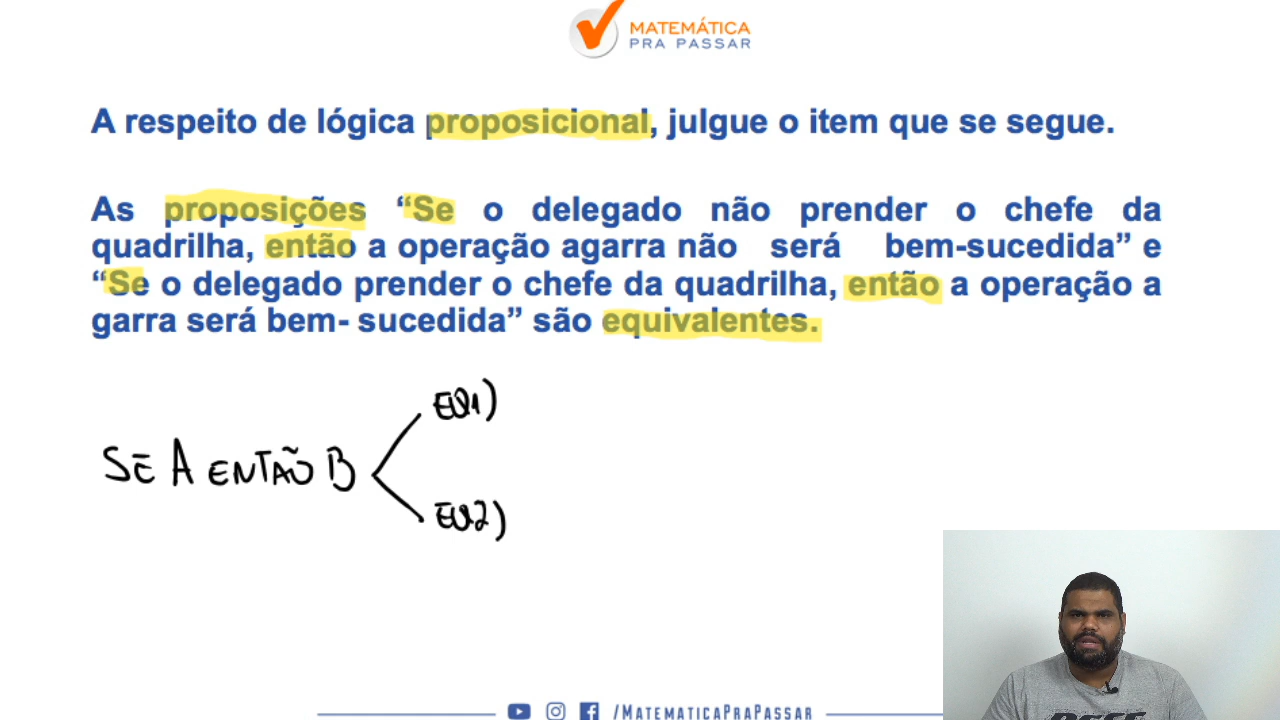 MATEMÁTICA
PRA PASSAR
A respeito de lógica proposicional, julgue o item que se segue.
As proposições “Se o delegado não prender o chefe da
quadrilha, então a operação agarra não será bem-sucedida” e
“Se o delegado prender o chefe da quadrilha, então a operação a
garra será bem- sucedida” são equivalentes.
EQ1)
SE A ENTÃO B
EQ2)
/MATEMATICAPRAPASSAR